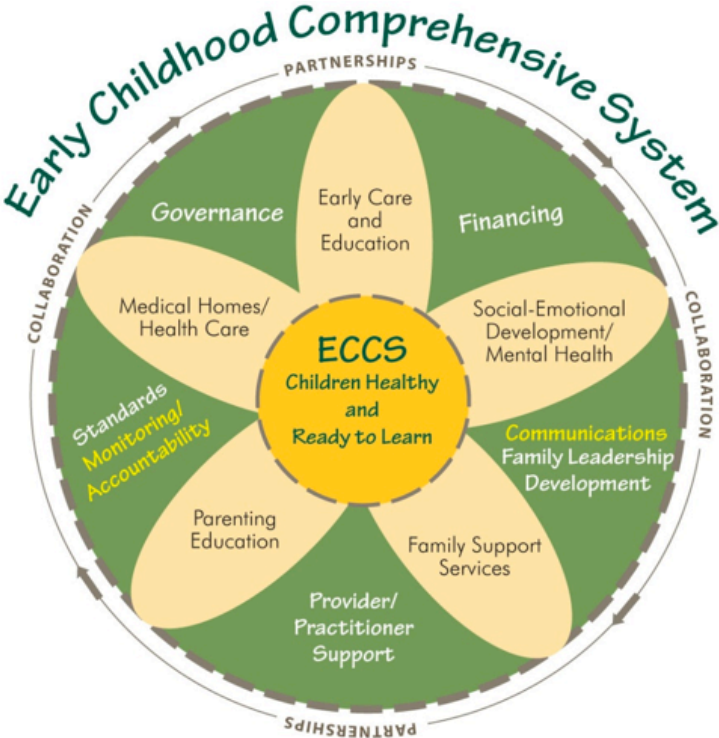 Early Childhood Comprehensive System
PARTNERSHIPS
COLLABORATION
COLLABORATION
PARTNERSHIPS
Governance
Early Care
and
Education
Financing
Medical Homes/
Health Care
Social-Emotional
Development/
Mental Health
ECCS
Children Healthy
and
Ready to Learn
Standards
Monitoring/
Accountability
Communications
Family Leadership
Development
Parenting
Education
Family Support
Services
Provider/
Practitioner
Support